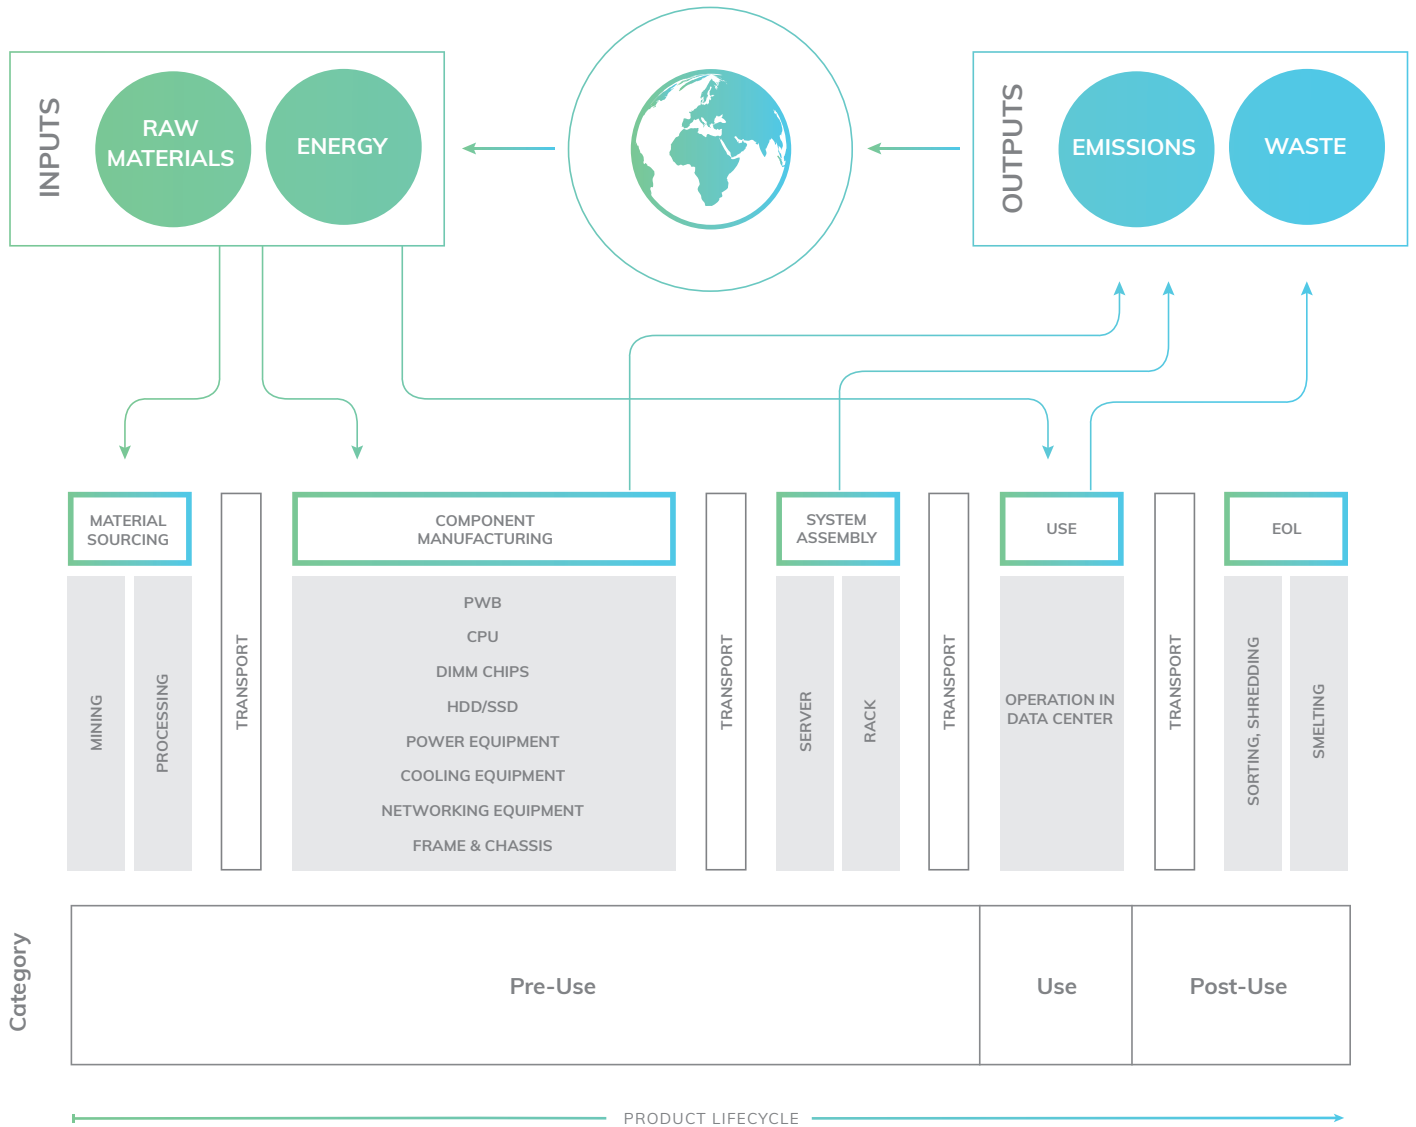 INPUTS
RAW
MATERIALS
ENERGY
OUTPUTS
EMISSIONS
WASTE
MATERIAL
SOURCING
MINING
PROCESSING
TRANSPORT
COMPONENT
MANUFACTURING
PWB
CPU
DIMM CHIPS
HDD/SSD
POWER EQUIPMENT
COOLING EQUIPMENT
NETWORKING EQUIPMENT
FRAME & CHASSIS
TRANSPORT
SYSTEM
ASSEMBLY
SERVER
RACK
TRANSPORT
USE
OPERATION IN
DATA CENTER
TRANSPORT
EOL
SORTING, SHREDDING
SMELTING
Category
Pre-Use
Use
Post-Use
PRODUCT LIFECYCLE